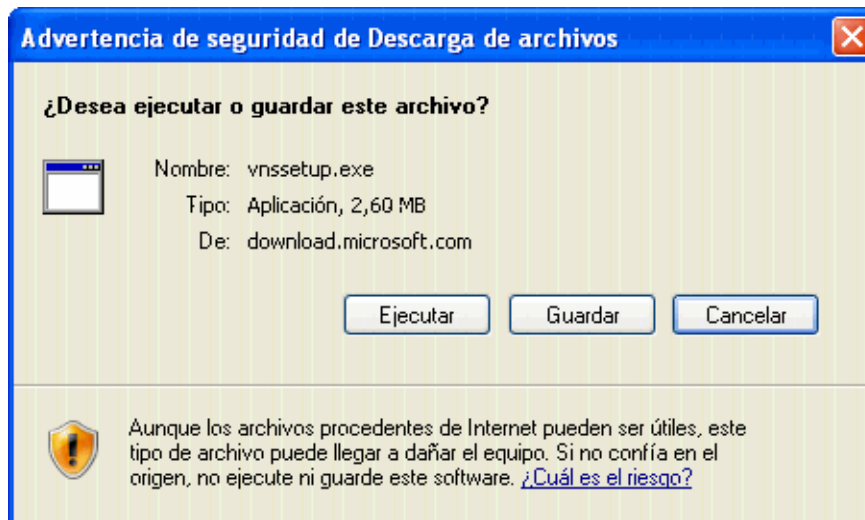 Advertencia de seguridad de Descarga de archivos
¿Desea ejecutar o guardar este archivo?
Nombre: vnssetup.exe
Tipo: Aplicación, 2,60 MB
De: download.microsoft.com
Ejecutar Guardar Cancelar
Aunque los archivos procedentes de Internet pueden ser útiles, este
tipo de archivo puede llegar a dañar el equipo. Si no confía en el
origen, no ejecute ni guarde este software. ¿Cuál es el riesgo?